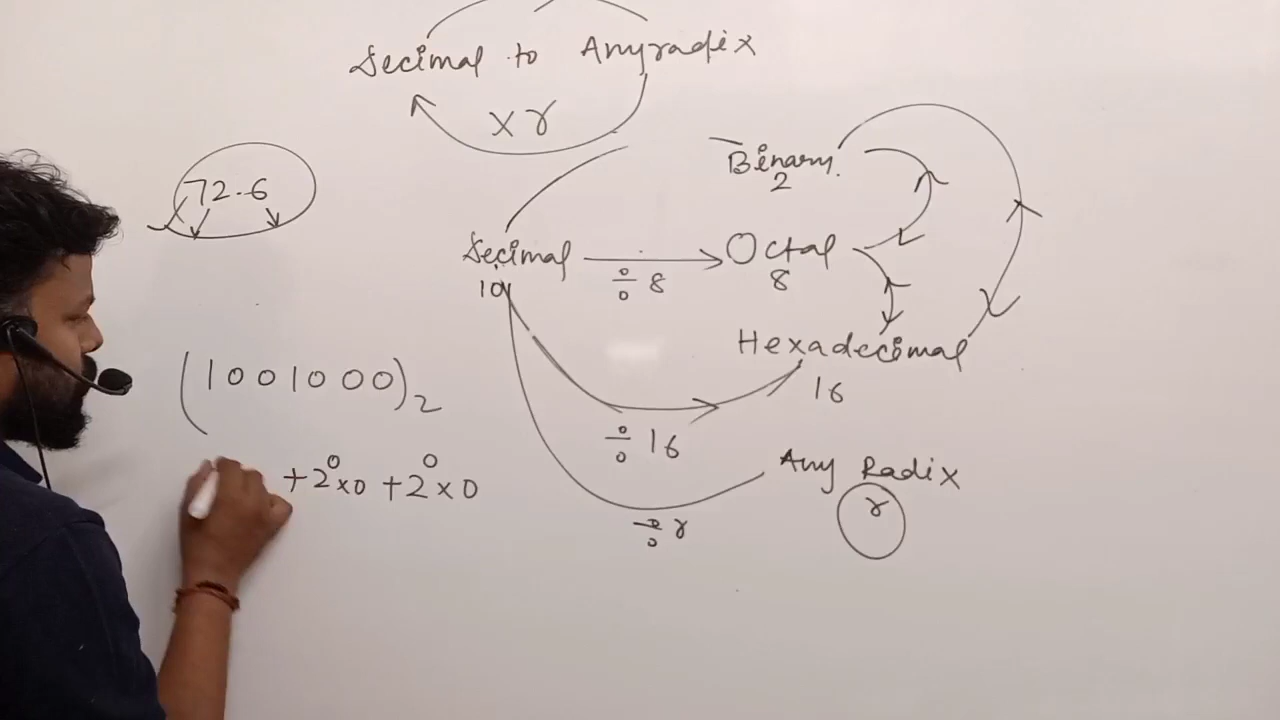 Decimal to Anyradix
× r
Binary.
2
72.6
Decimal
10
÷ 8
Octal
8
Hexadecimal
16
(1001000)₂
÷ 16
+2⁰×0 +2⁰×0
Any Radix
r
÷ r